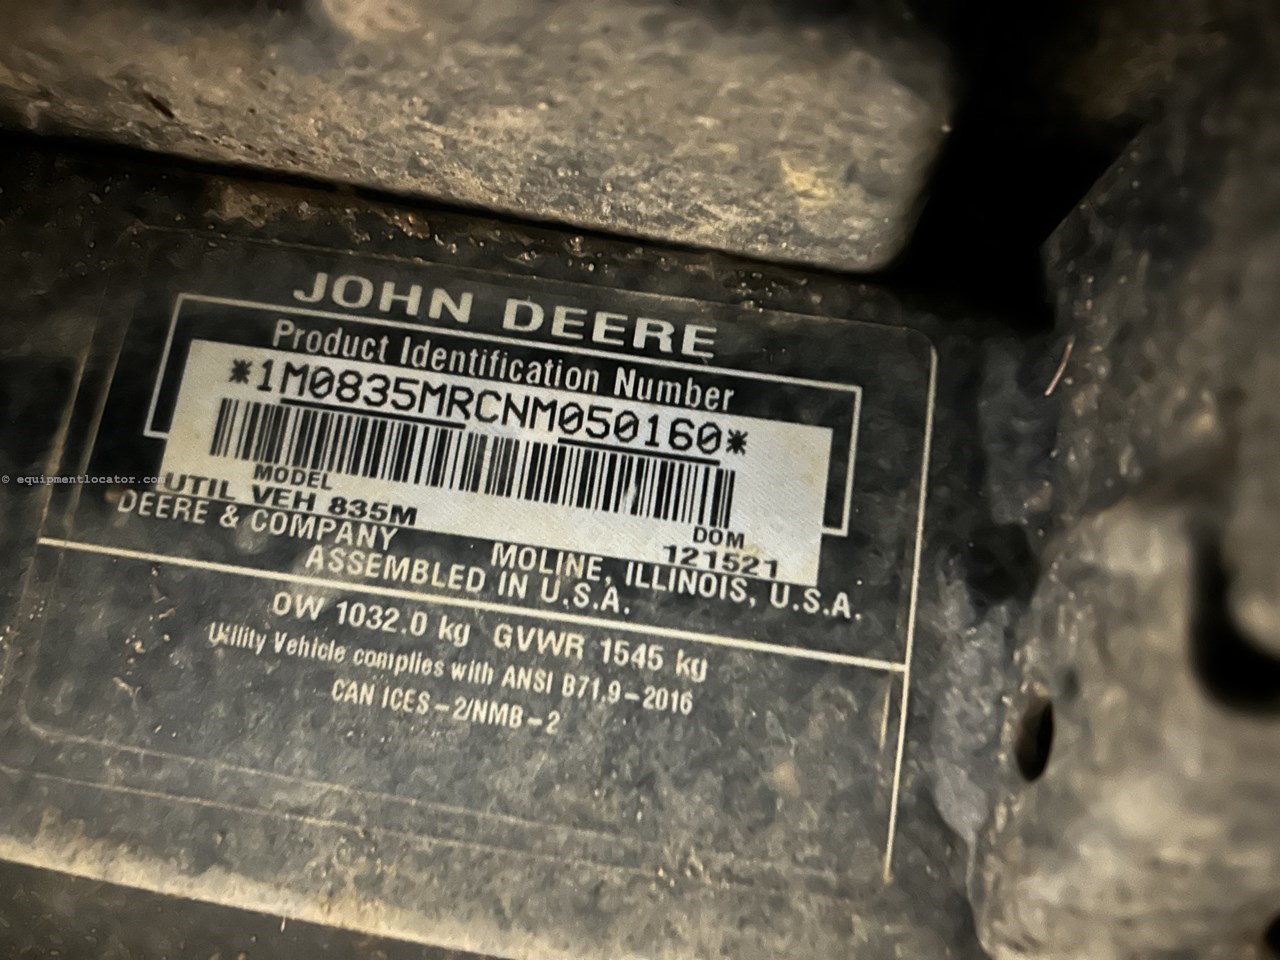 JOHN DEERE
Product Identification Number
*1M0835MRCNM050160*
MODEL
UTIL VEH 835M
DOM
121521
DEERE & COMPANY MOLINE, ILLINOIS, U.S.A.
ASSEMBLED IN U.S.A.
OW 1032.0 kg GVWR 1545 kg
Utility Vehicle complies with ANSI B71.9-2016
CAN ICES-2/NMB-2
© equipmentlocator.com